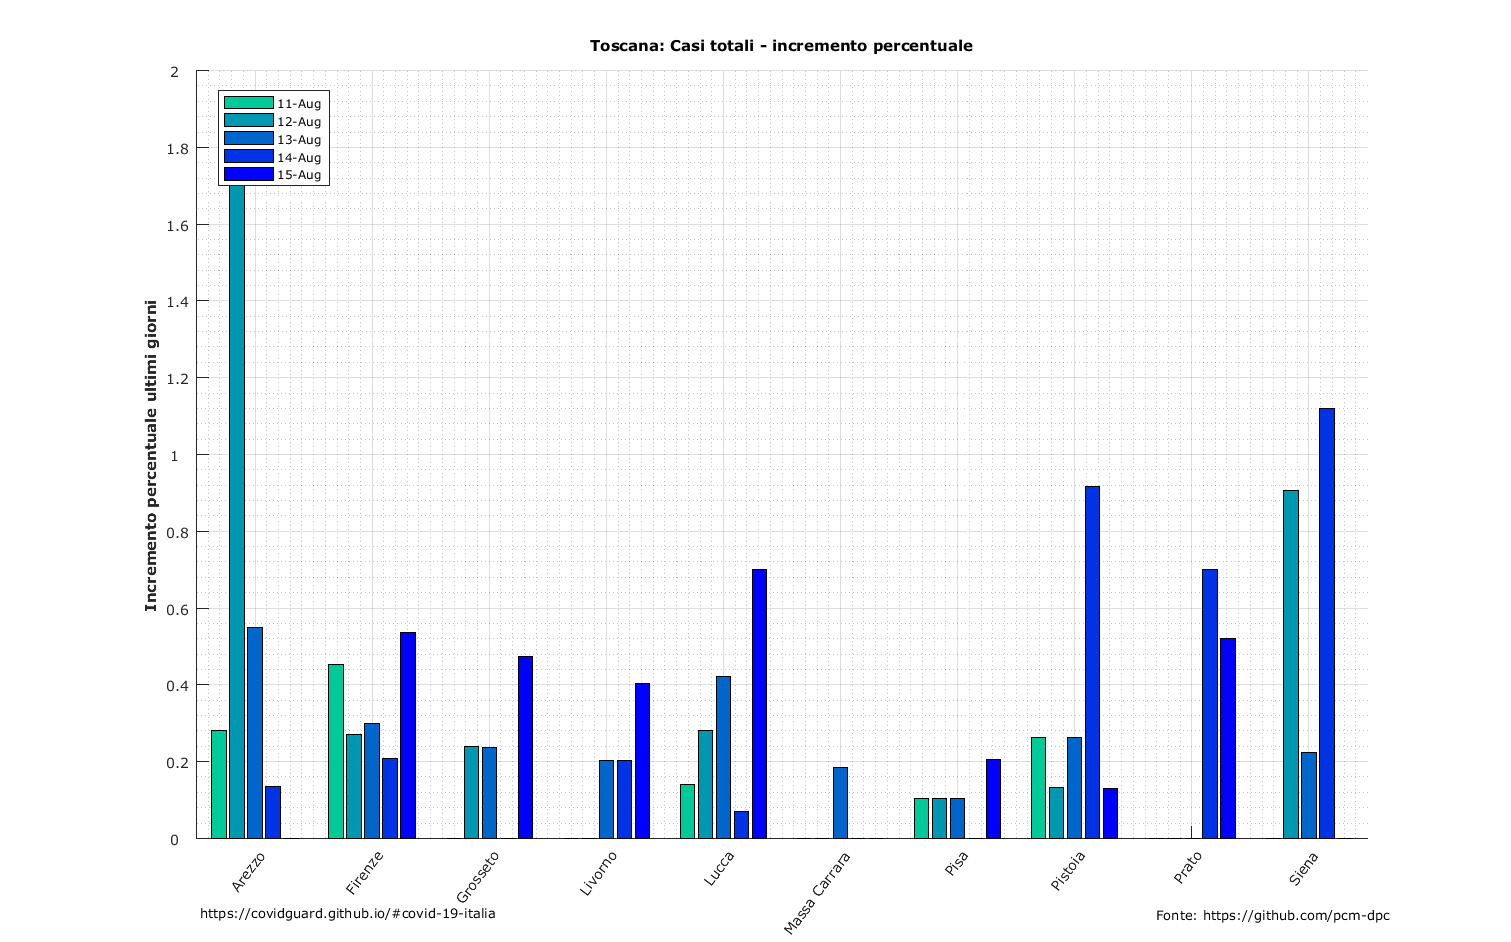 Toscana: Casi totali - incremento percentuale
Incremento percentuale ultimi giorni
2
1.8
1.6
1.4
1.2
1
0.8
0.6
0.4
0.2
0
11-Aug
12-Aug
13-Aug
14-Aug
15-Aug
Arezzo
Firenze
Grosseto
Livorno
Lucca
Massa Carrara
Pisa
Pistoia
Prato
Siena
https://covidguard.github.io/#covid-19-italia
Fonte: https://github.com/pcm-dpc